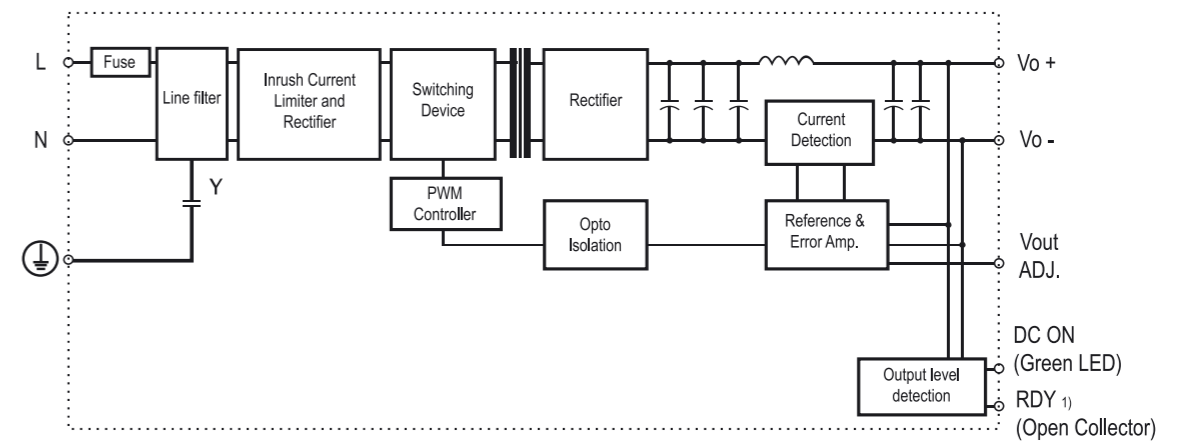 L
Fuse
Line filter
Inrush Current
Limiter and
Rectifier
Switching
Device
Rectifier
Current
Detection
Vo +
N
Vo -
Y
PWM
Controller
Opto
Isolation
Reference &
Error Amp.
Vout
ADJ.
Output level
detection
DC ON
(Green LED)
RDY 1)
(Open Collector)